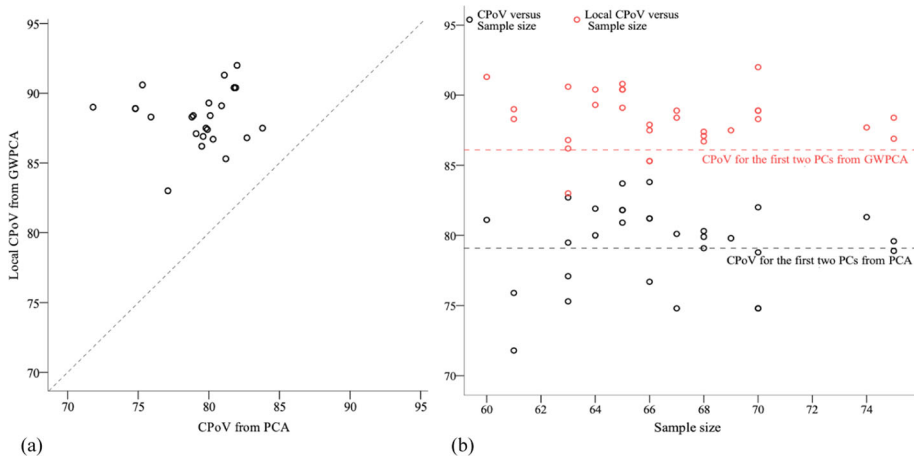 95
90
85
80
75
70
Local CPoV from GWPCA
70
75
80
85
90
95
CPoV from PCA
(a)
CPoV versus
Sample size
Local CPoV versus
Sample size
95
90
85
80
75
70
CPoV for the first two PCs from GWPCA
CPoV for the first two PCs from PCA
60
62
64
66
68
70
72
74
Sample size
(b)